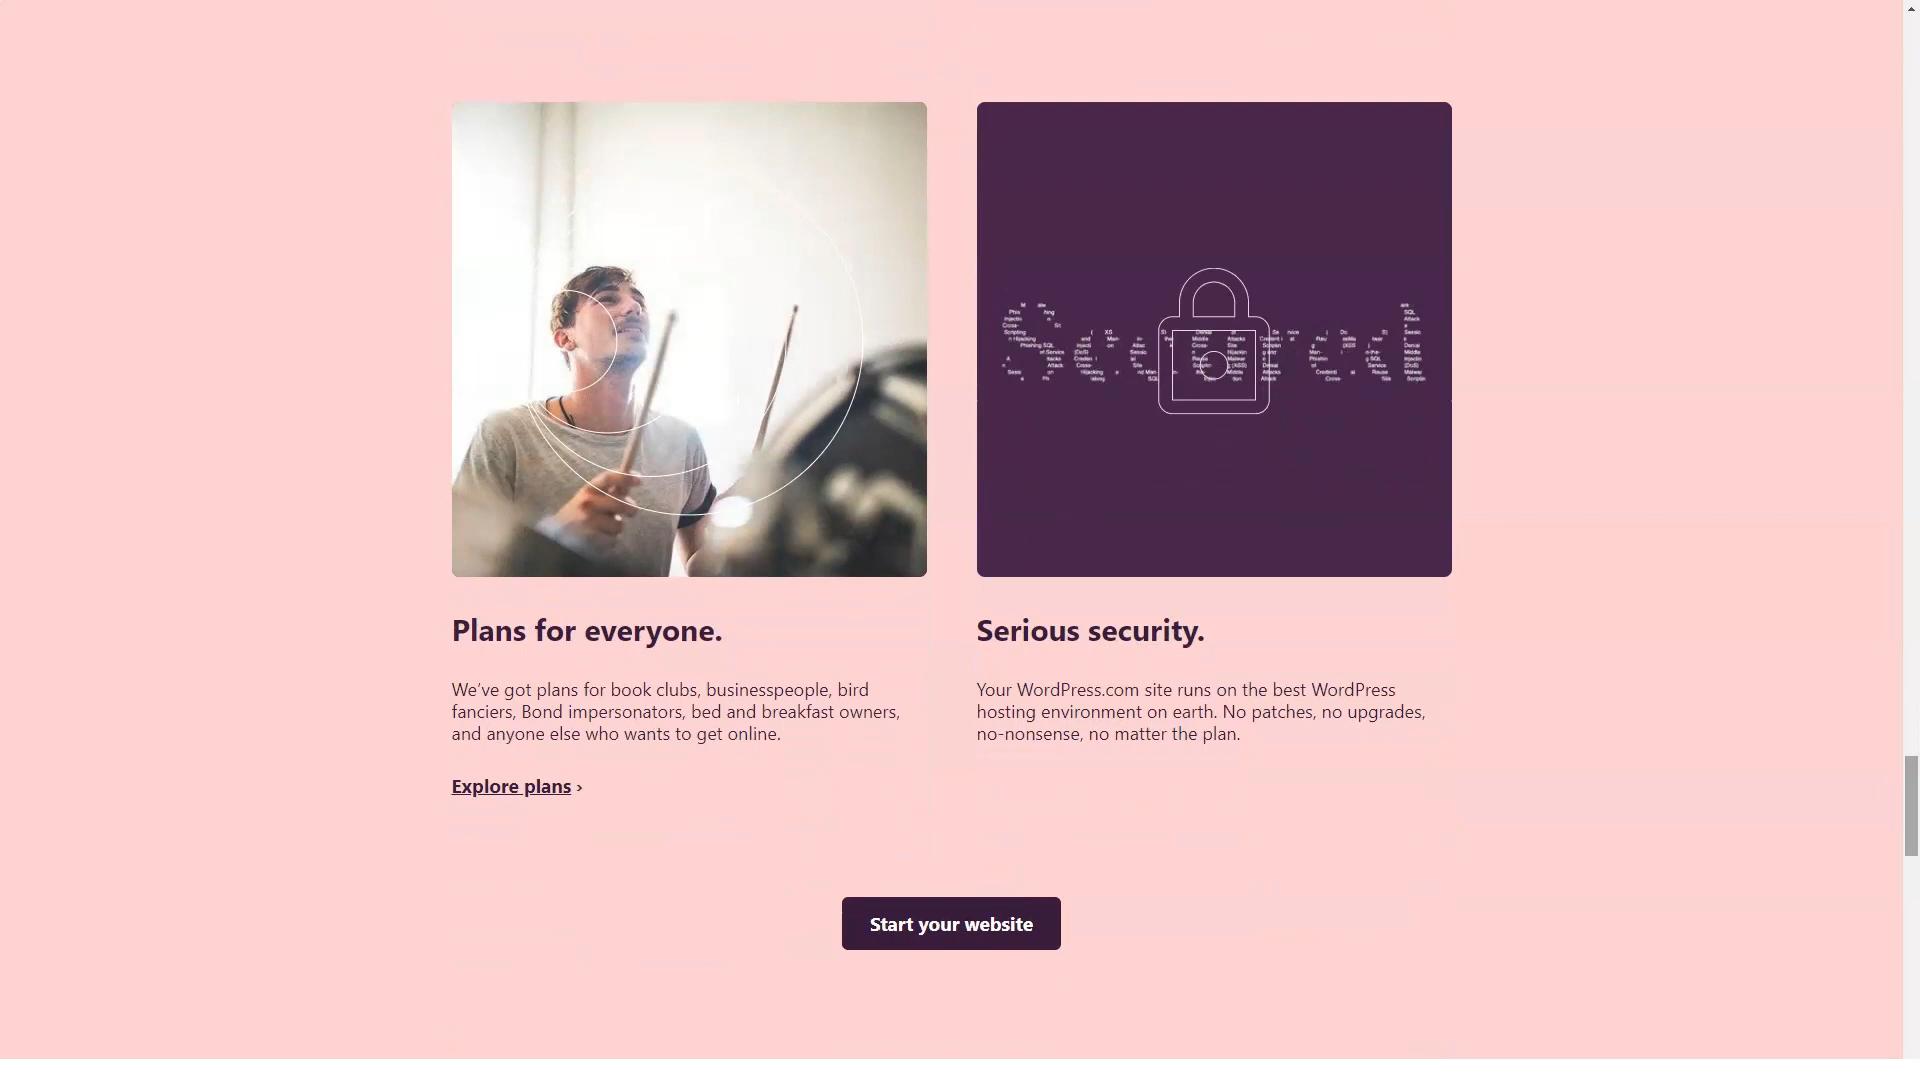 Plans for everyone.
We’ve got plans for book clubs, businesspeople, bird
fanciers, Bond impersonators, bed and breakfast owners,
and anyone else who wants to get online.
Explore plans ›
Serious security.
Your WordPress.com site runs on the best WordPress
hosting environment on earth. No patches, no upgrades,
no-nonsense, no matter the plan.
Start your website